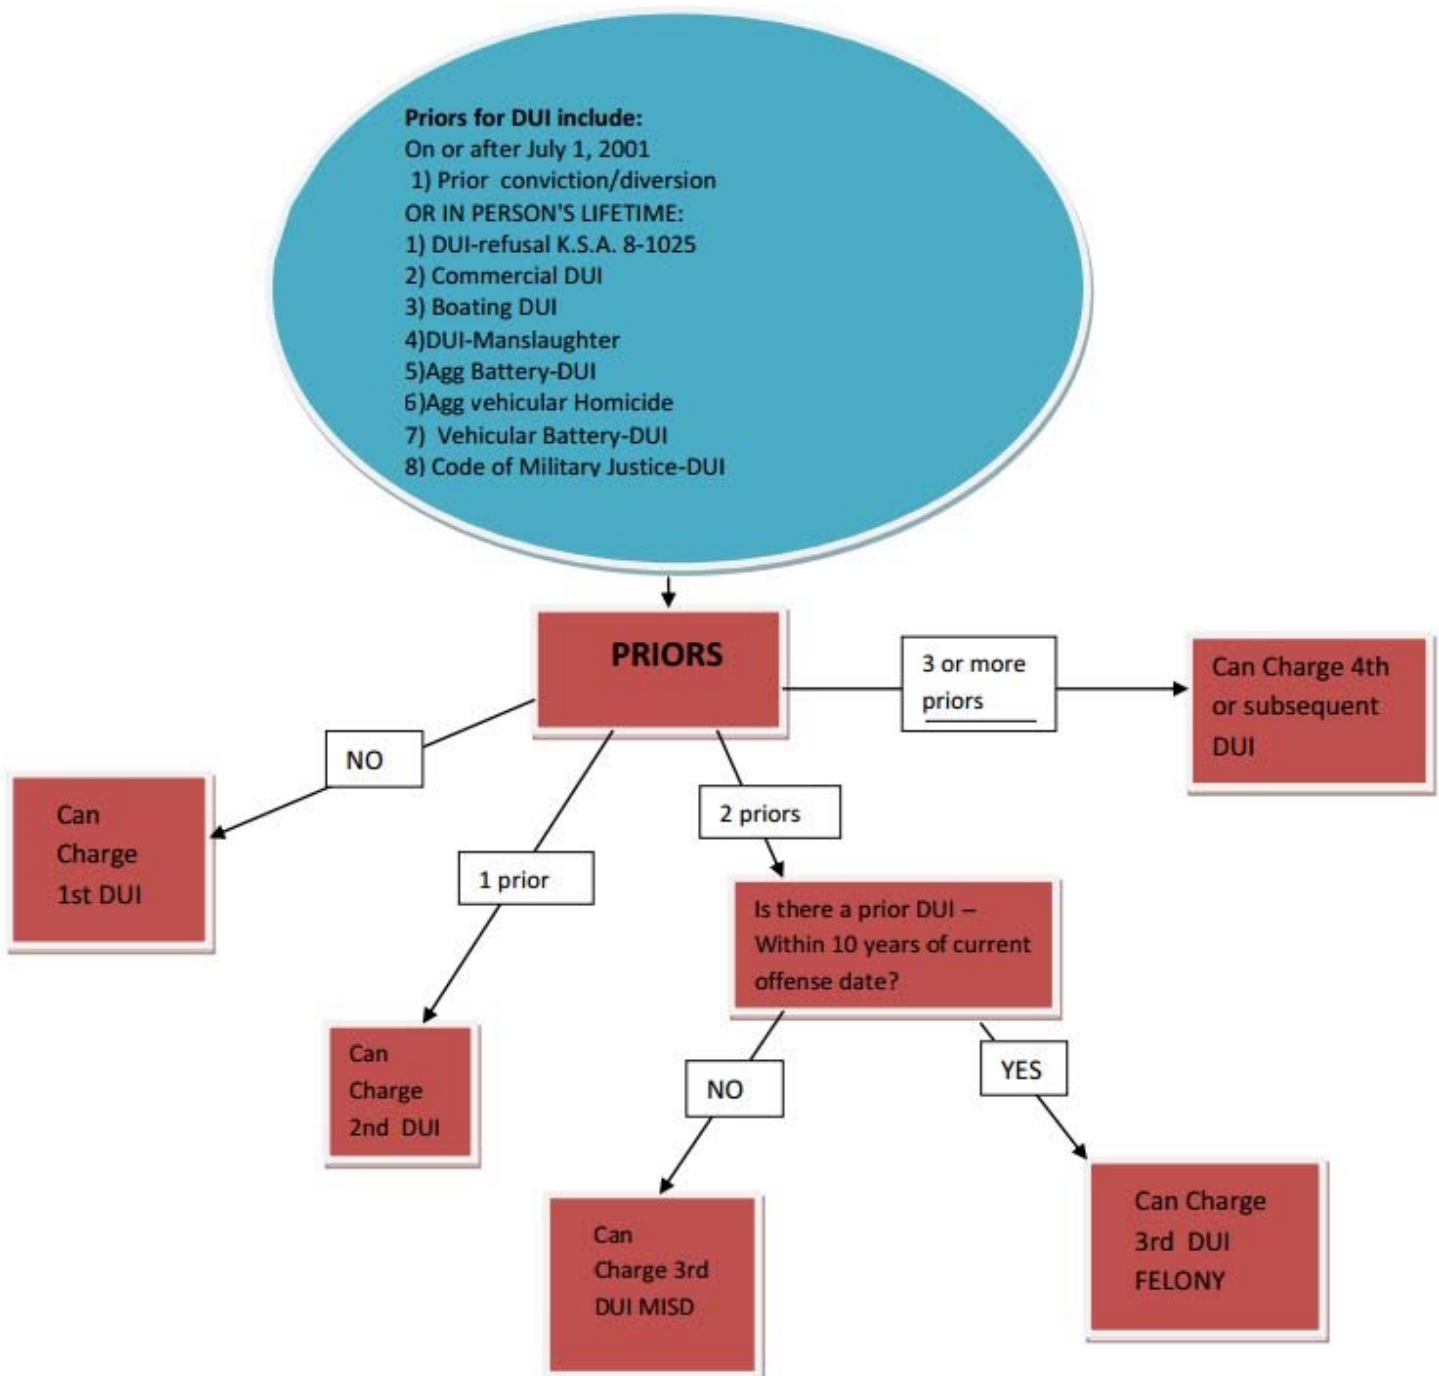 Priors for DUI include:
On or after July 1, 2001
1) Prior conviction/diversion
OR IN PERSON'S LIFETIME:
1) DUI-refusal K.S.A. 8-1025
2) Commercial DUI
3) Boating DUI
4)DUI-Manslaughter
5)Agg Battery-DUI
6)Agg vehicular Homicide
7) Vehicular Battery-DUI
8) Code of Military Justice-DUI
PRIORS
3 or more
priors
Can Charge 4th
or subsequent
DUI
NO
Can
Charge
1st DUI
1 prior
2 priors
Is there a prior DUI –
Within 10 years of current
offense date?
Can
Charge
2nd DUI
NO
YES
Can
Charge 3rd
DUI MISD
Can Charge
3rd DUI
FELONY